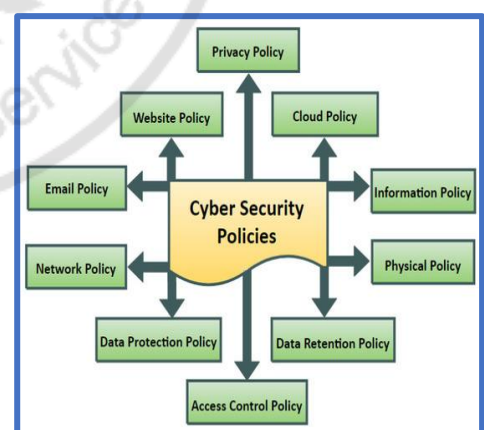 Privacy Policy
Website Policy
Cloud Policy
Email Policy
Information Policy
Cyber Security
Policies
Network Policy
Physical Policy
Data Protection Policy
Data Retention Policy
Access Control Policy
service